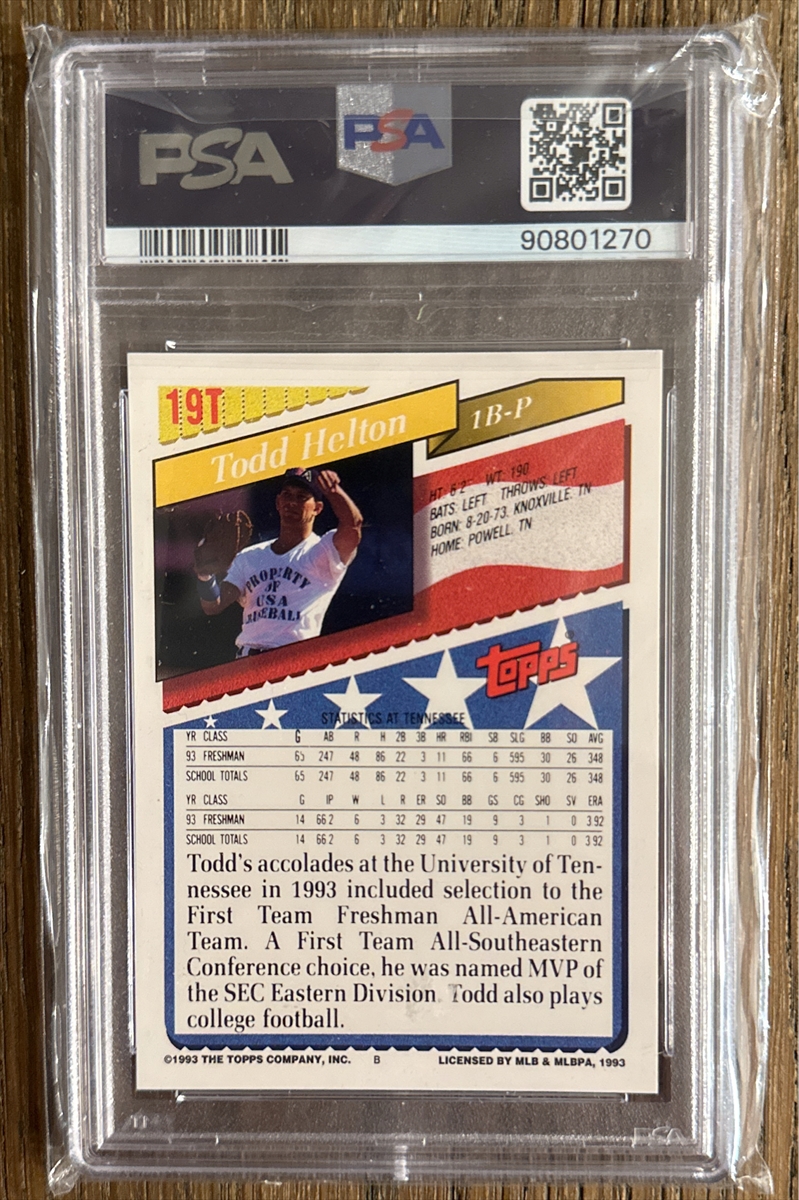 PSA PSA
90801270
19T
Todd Helton 1B-P
HT: 6'2" WT: 190
BATS: LEFT THROWS: LEFT
BORN: 8-20-73, KNOXVILLE, TN
HOME: POWELL, TN
PROPERTY
OF
USA
BASEBALL
topps
STATISTICS AT TENNESSEE
YR CLASS G AB R H 2B 3B HR RBI SB SLG BB SO AVG
93 FRESHMAN 65 247 48 86 22 3 11 66 6 595 30 26 348
SCHOOL TOTALS 65 247 48 86 22 3 11 66 6 595 30 26 348
YR CLASS G IP W L R ER SO BB GS CG SHO SV ERA
93 FRESHMAN 14 66 2 6 3 32 29 47 19 9 3 1 0 3 92
SCHOOL TOTALS 14 66 2 6 3 32 29 47 19 9 3 1 0 3 92
Todd's accolades at the University of Ten-
nessee in 1993 included selection to the
First Team Freshman All-American
Team. A First Team All-Southeastern
Conference choice, he was named MVP of
the SEC Eastern Division. Todd also plays
college football.
©1993 THE TOPPS COMPANY, INC. B LICENSED BY MLB & MLBPA, 1993
PSA